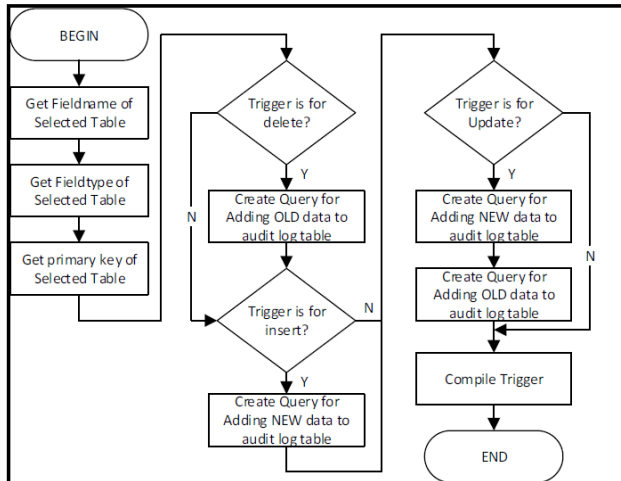 BEGIN
Get Fieldname of
Selected Table
Get Fieldtype of
Selected Table
Get primary key of
Selected Table
Trigger is for
delete?
Y
N
Create Query for
Adding OLD data to
audit log table
Trigger is for
insert?
N
Y
Create Query for
Adding NEW data to
audit log table
Trigger is for
Update?
Y
N
Create Query for
Adding NEW data to
audit log table
Create Query for
Adding OLD data to
audit log table
Compile Trigger
END